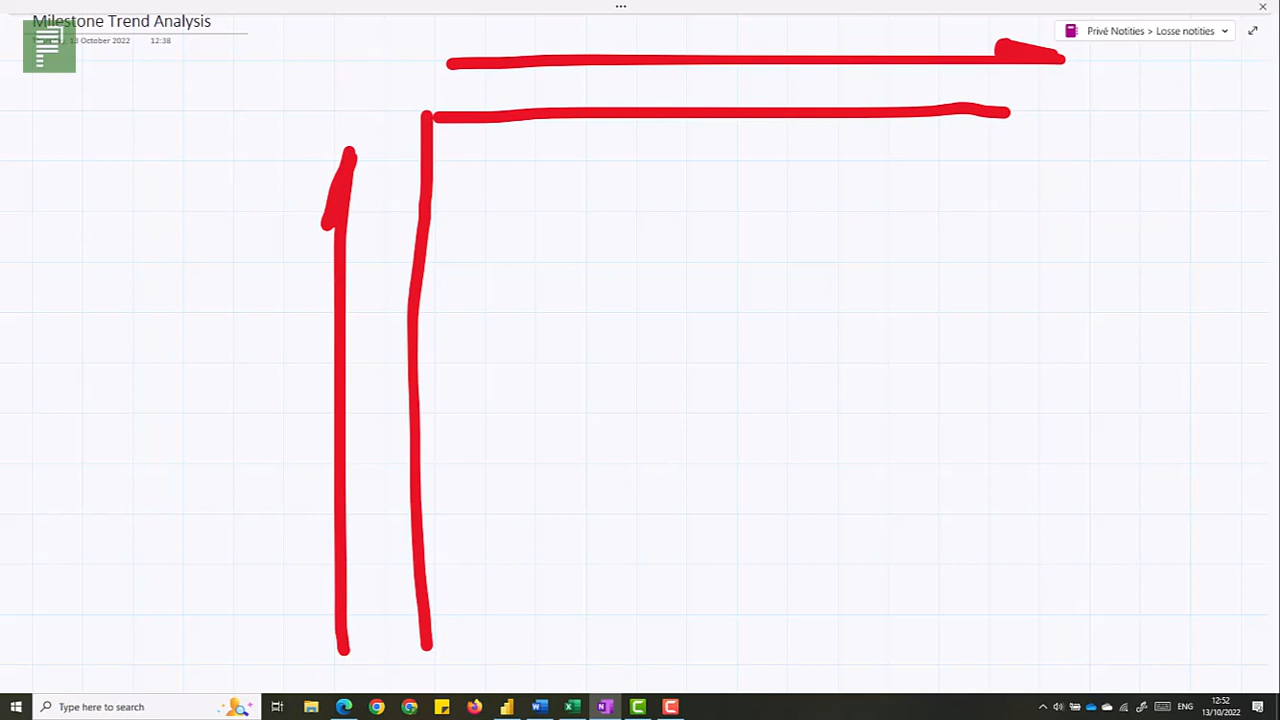 Milestone Trend Analysis
13 October 2022 12:38
Privé Notities > Losse notities
Type here to search
ENG
12:52
13/10/2022